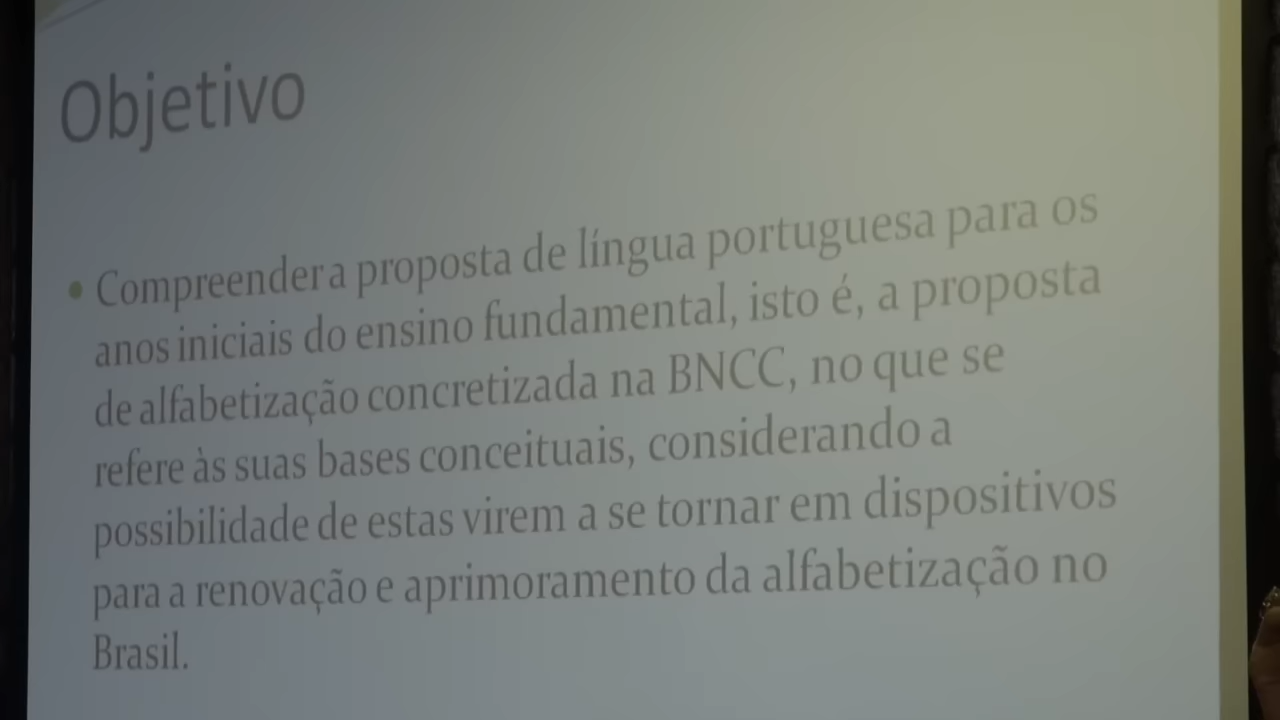 Objetivo
• Compreender a proposta de língua portuguesa para os
anos iniciais do ensino fundamental, isto é, a proposta
de alfabetização concretizada na BNCC, no que se
refere às suas bases conceituais, considerando a
possibilidade de estas virem a se tornar em dispositivos
para a renovação e aprimoramento da alfabetização no
Brasil.